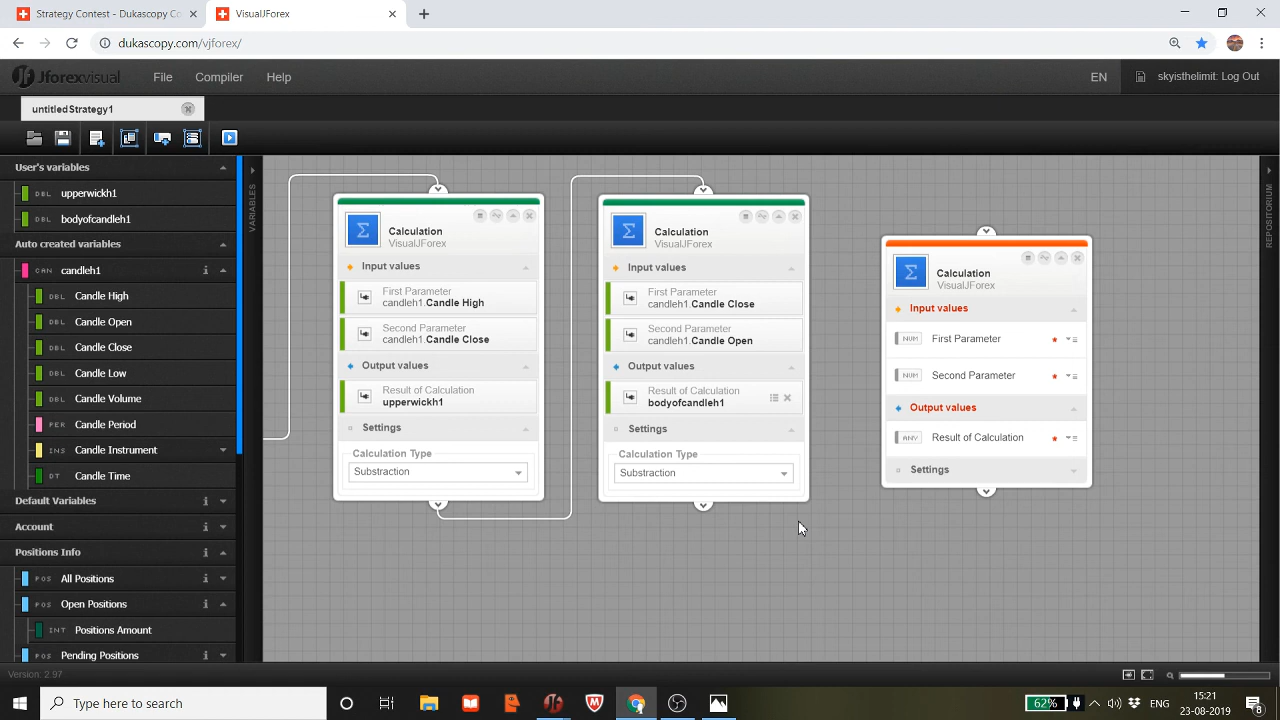 Strategy Contest - Dukascopy Co
VisualJForex
dukascopy.com/vjforex/
Jforexvisual
File
Compiler
Help
EN
skyisthelimit: Log Out
untitledStrategy1
User's variables
DBL upperwickh1
DBL bodyofcandleh1
Auto created variables
CAN candleh1
DBL Candle High
DBL Candle Open
DBL Candle Close
DBL Candle Low
DBL Candle Volume
PER Candle Period
INS Candle Instrument
DT Candle Time
Default Variables
Account
Positions Info
POS All Positions
POS Open Positions
INT Positions Amount
POS Pending Positions
VARIABLES
Calculation
VisualJForex
Input values
First Parameter
candleh1.Candle High
Second Parameter
candleh1.Candle Close
Output values
Result of Calculation
upperwickh1
Settings
Calculation Type
Substraction
Calculation
VisualJForex
Input values
First Parameter
candleh1.Candle Close
Second Parameter
candleh1.Candle Open
Output values
Result of Calculation
bodyofcandleh1
Settings
Calculation Type
Substraction
Calculation
VisualJForex
Input values
NUM First Parameter *
NUM Second Parameter *
Output values
ANY Result of Calculation *
Settings
REPOSITORIUM
Version: 2.97
Type here to search
62%
ENG
15:21
23-08-2019
8